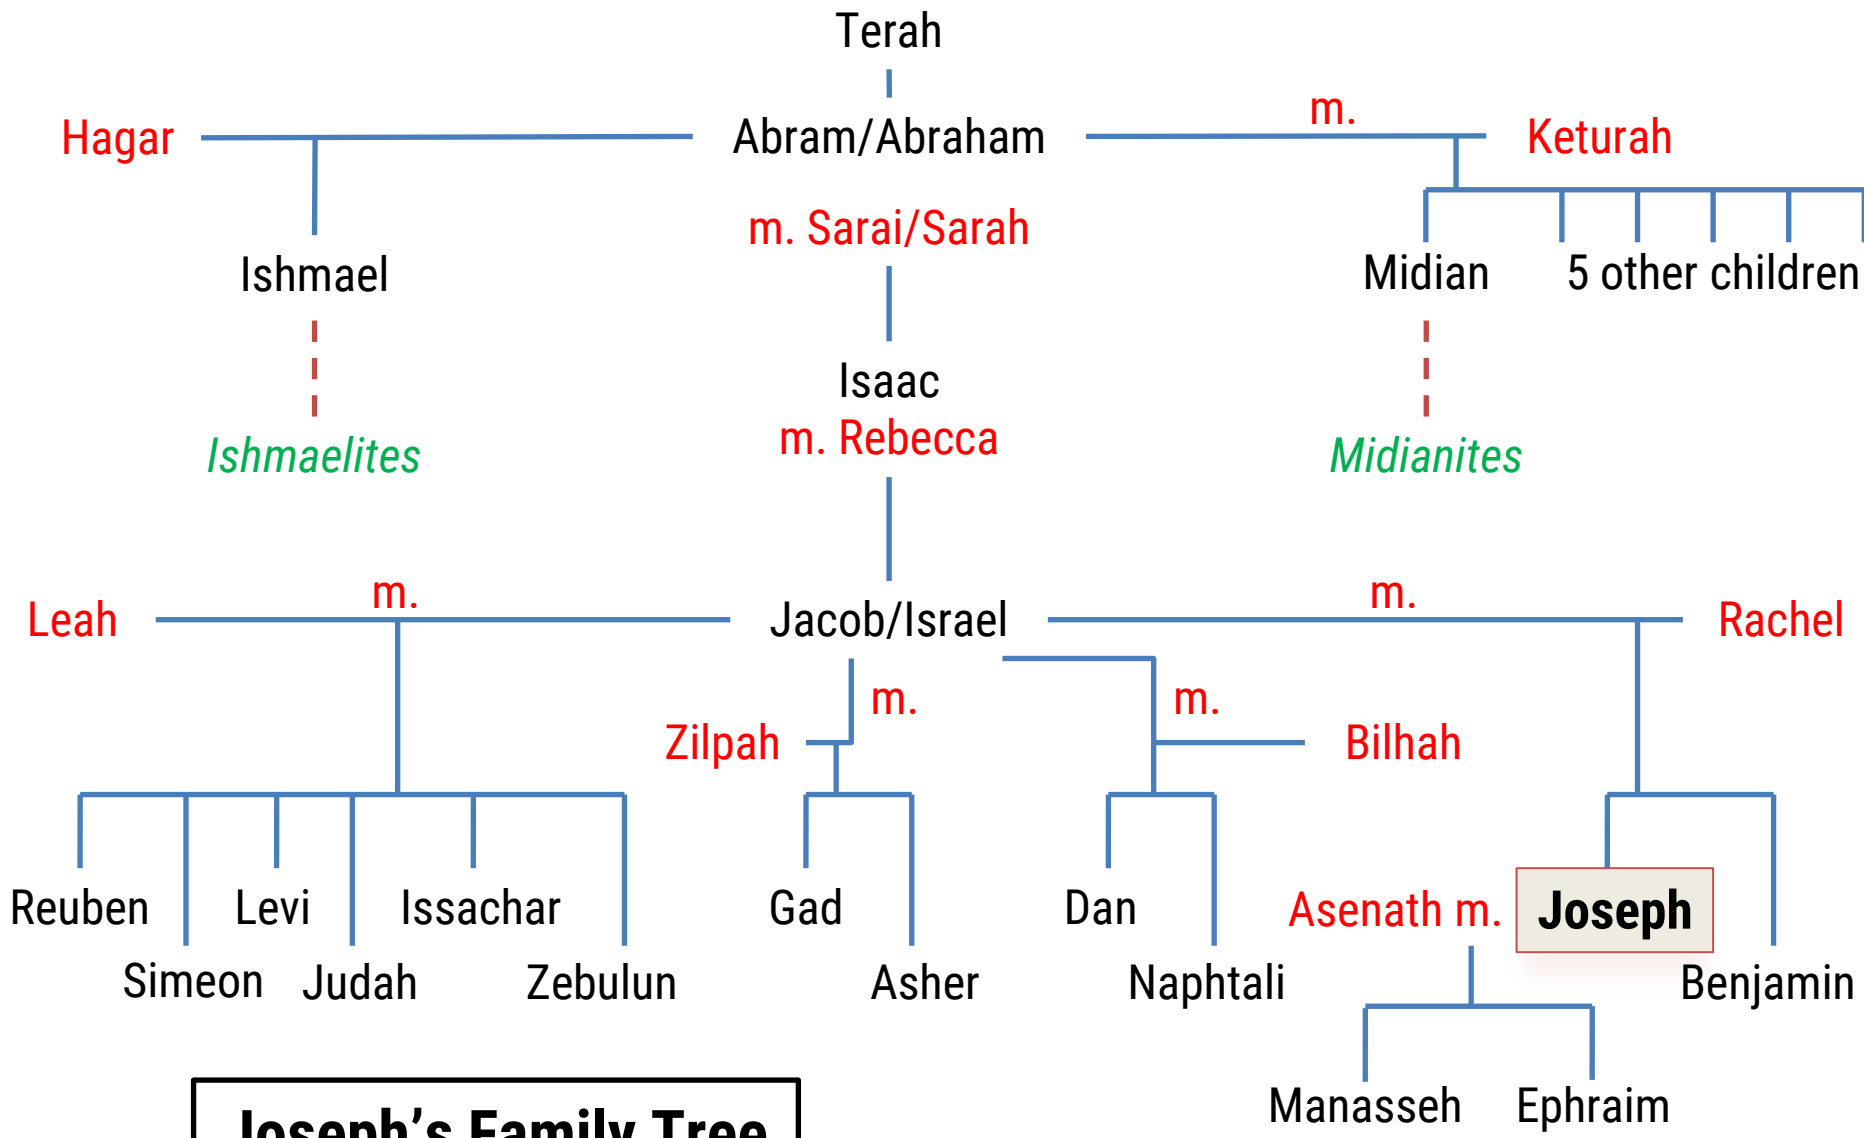 Terah
m.
Hagar Abram/Abraham Keturah
m. Sarai/Sarah
Ishmael Midian 5 other children
Isaac
m. Rebecca
Ishmaelites Midianites
m. m.
Leah Jacob/Israel Rachel
m. m.
Zilpah Bilhah
Reuben Levi Issachar Gad Dan Asenath m. Joseph
Simeon Judah Zebulun Asher Naphtali Benjamin
Manasseh Ephraim
Joseph's Family Tree